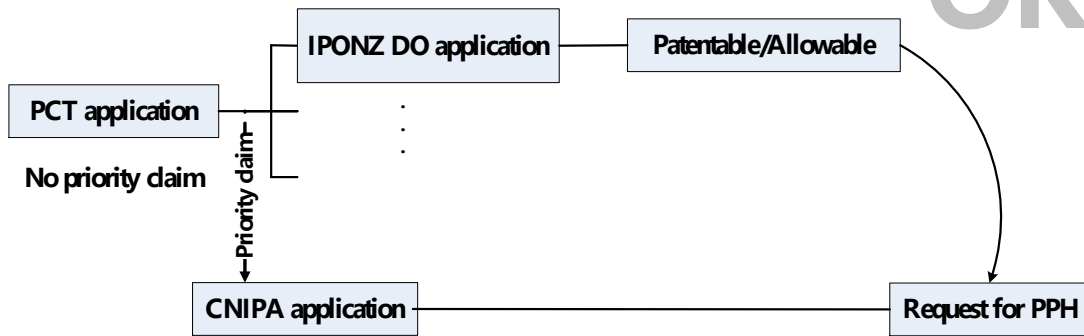 IPONZ DO application
Patentable/Allowable
PCT application
No priority claim
Priority claim
CNIPA application
Request for PPH